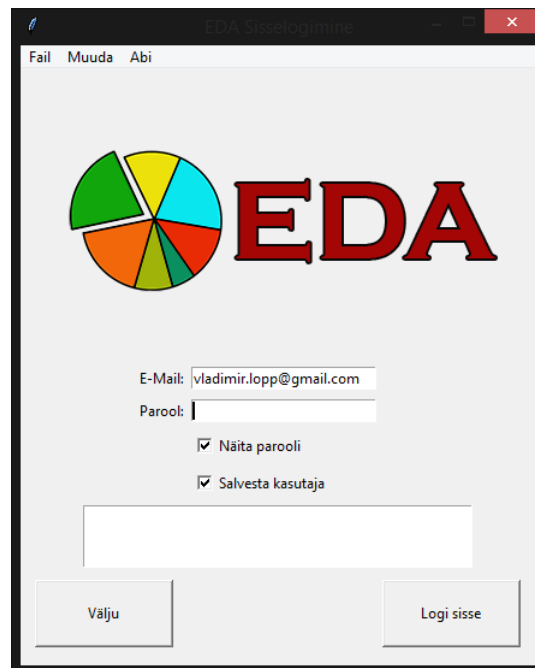 EDA Sisselogimine
Fail Muuda Abi
EDA
E-Mail: vladimir.lopp@gmail.com
Parool:
Näita parooli
Salvesta kasutaja
Välju Logi sisse